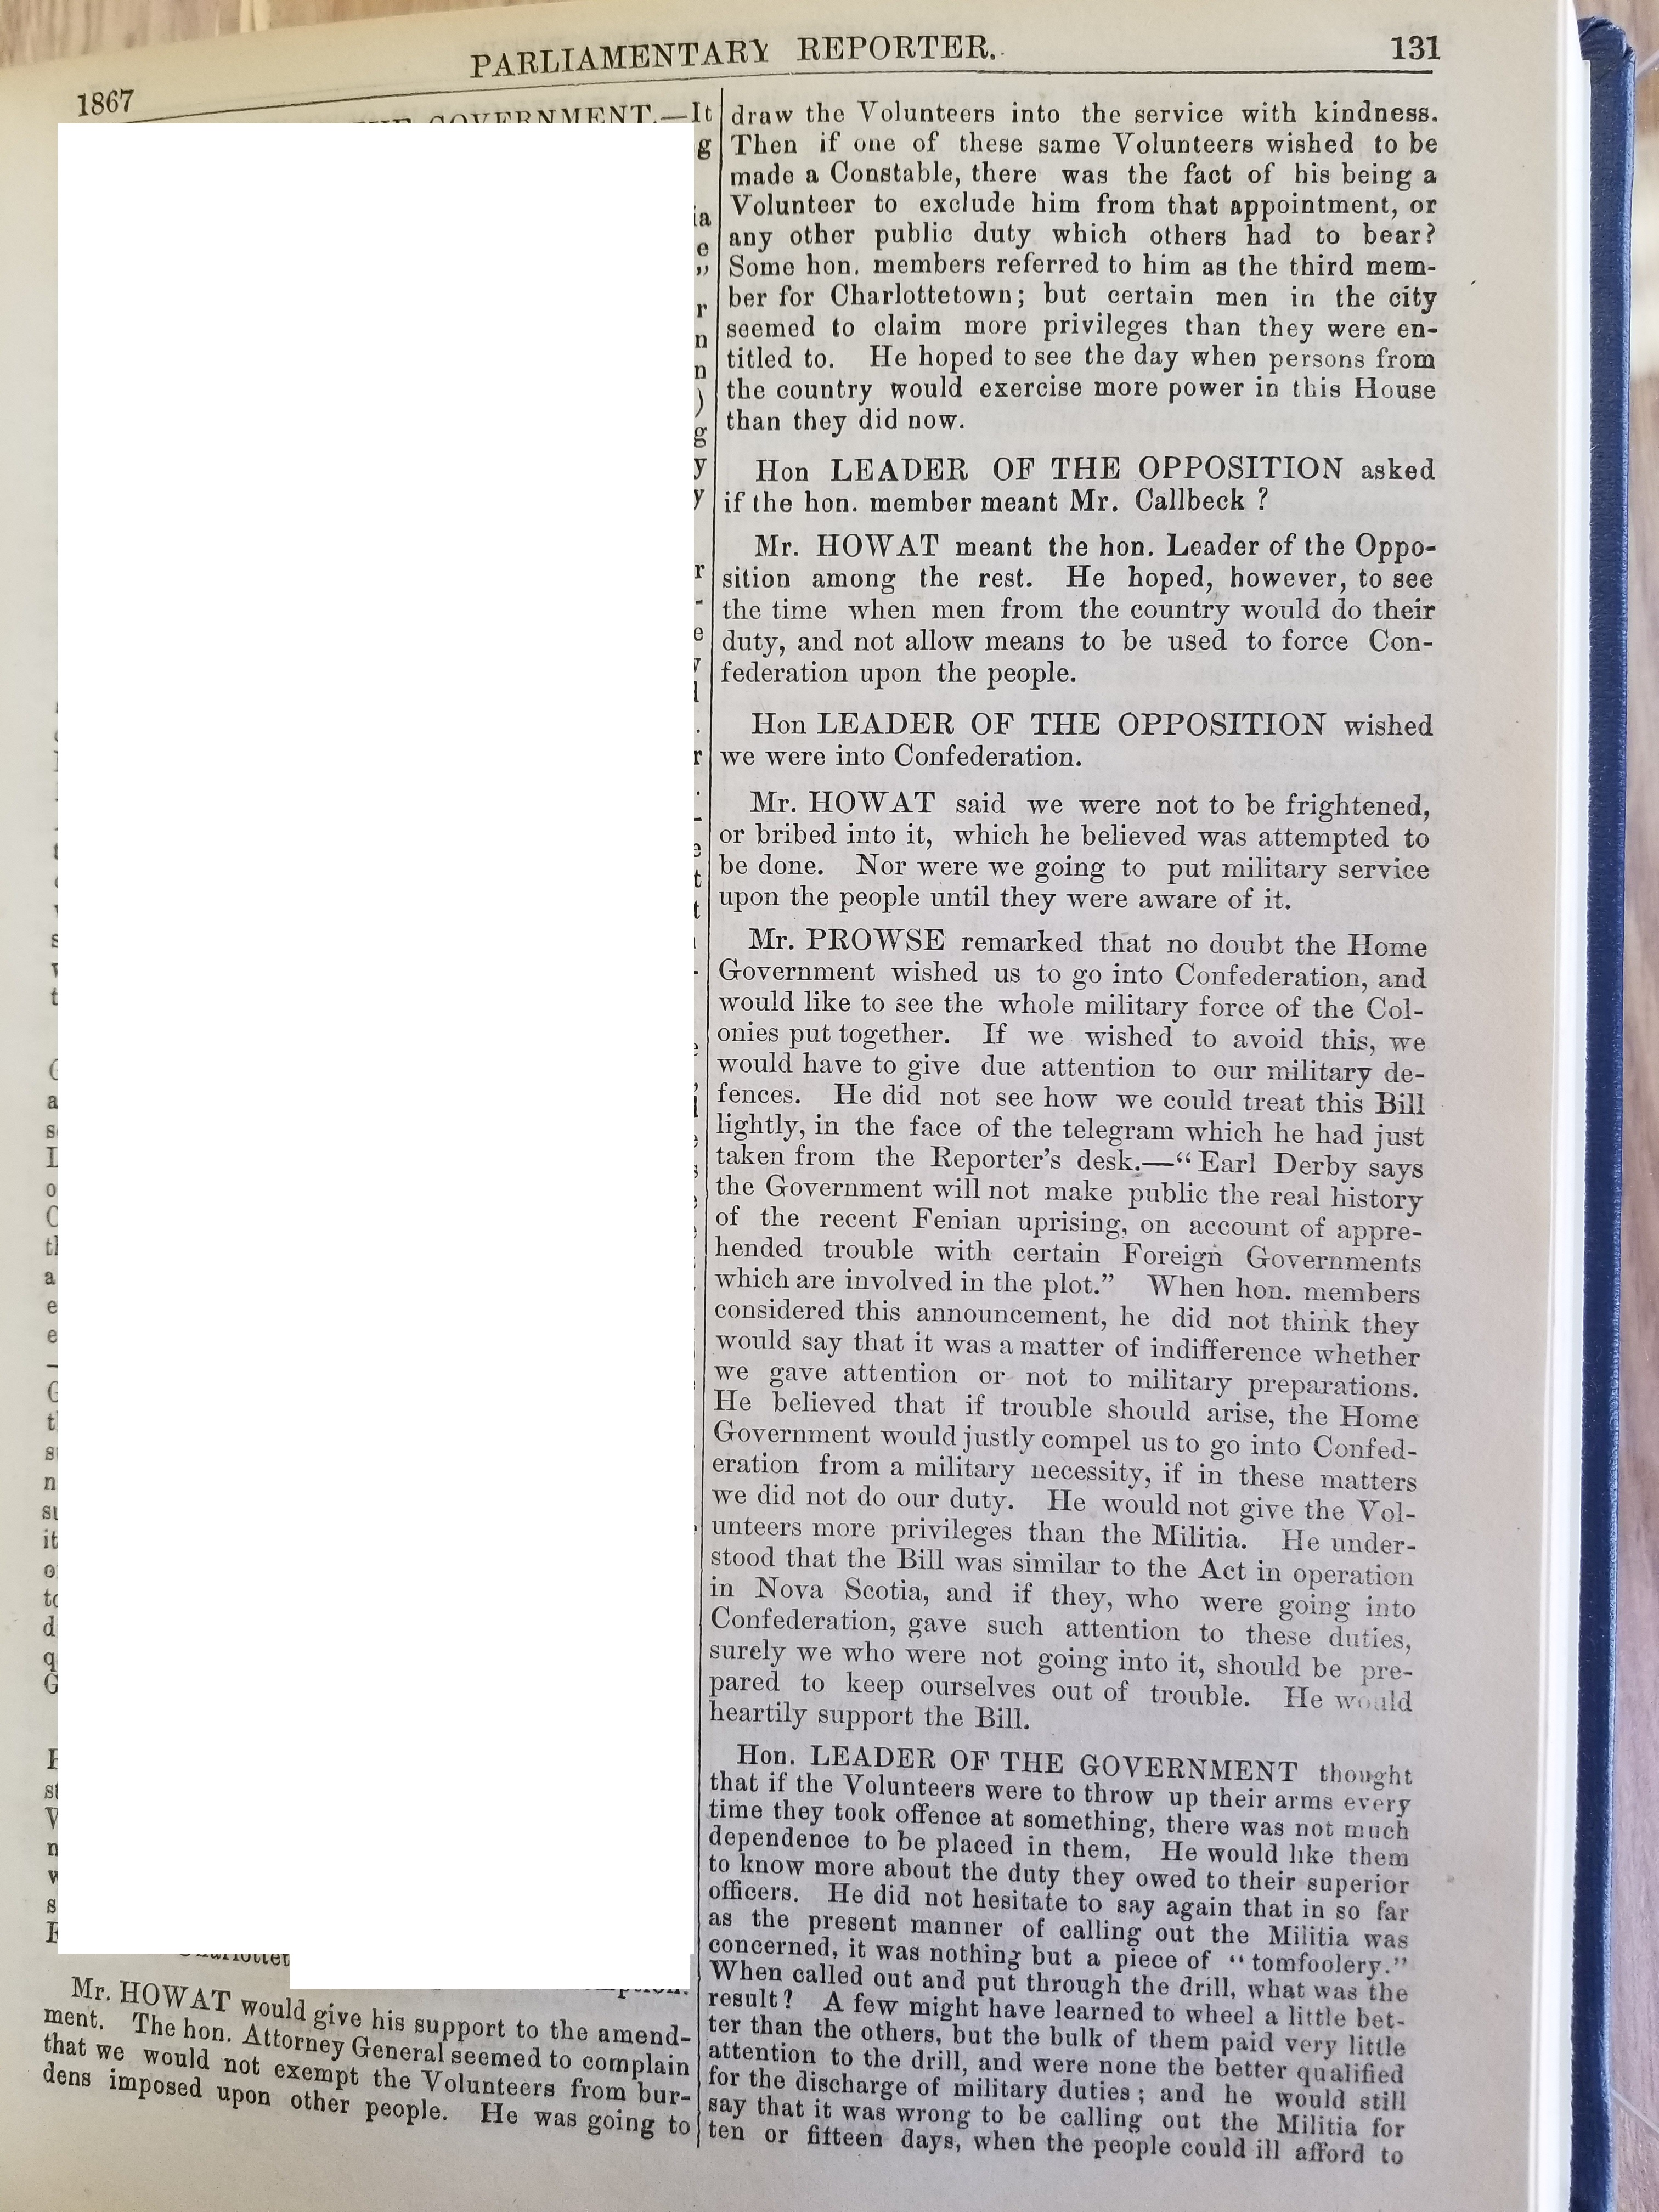 1867
PARLIAMENTARY REPORTER.
131
GOVERNMENT.—It
Mr. HOWAT would give his support to the amend-
ment. The hon. Attorney General seemed to complain
that we would not exempt the Volunteers from bur-
dens imposed upon other people. He was going to
draw the Volunteers into the service with kindness.
Then if one of these same Volunteers wished to be
made a Constable, there was the fact of his being a
Volunteer to exclude him from that appointment, or
any other public duty which others had to bear?
Some hon. members referred to him as the third mem-
ber for Charlottetown; but certain men in the city
seemed to claim more privileges than they were en-
titled to. He hoped to see the day when persons from
the country would exercise more power in this House
than they did now.
Hon LEADER OF THE OPPOSITION asked
if the hon. member meant Mr. Callbeck ?
Mr. HOWAT meant the hon. Leader of the Oppo-
sition among the rest. He hoped, however, to see
the time when men from the country would do their
duty, and not allow means to be used to force Con-
federation upon the people.
Hon LEADER OF THE OPPOSITION wished
we were into Confederation.
Mr. HOWAT said we were not to be frightened,
or bribed into it, which he believed was attempted to
be done. Nor were we going to put military service
upon the people until they were aware of it.
Mr. PROWSE remarked that no doubt the Home
Government wished us to go into Confederation, and
would like to see the whole military force of the Col-
onies put together. If we wished to avoid this, we
would have to give due attention to our military de-
fences. He did not see how we could treat this Bill
lightly, in the face of the telegram which he had just
taken from the Reporter's desk.—“Earl Derby says
the Government will not make public the real history
of the recent Fenian uprising, on account of appre-
hended trouble with certain Foreign Governments
which are involved in the plot.” When hon. members
considered this announcement, he did not think they
would say that it was a matter of indifference whether
we gave attention or not to military preparations.
He believed that if trouble should arise, the Home
Government would justly compel us to go into Confed-
eration from a military necessity, if in these matters
we did not do our duty. He would not give the Vol-
unteers more privileges than the Militia. He under-
stood that the Bill was similar to the Act in operation
in Nova Scotia, and if they, who were going into
Confederation, gave such attention to these duties,
surely we who were not going into it, should be pre-
pared to keep ourselves out of trouble. He would
heartily support the Bill.
Hon. LEADER OF THE GOVERNMENT thought
that if the Volunteers were to throw up their arms every
time they took offence at something, there was not much
dependence to be placed in them, He would like them
to know more about the duty they owed to their superior
officers. He did not hesitate to say again that in so far
as the present manner of calling out the Militia was
concerned, it was nothing but a piece of “tomfoolery.”
When called out and put through the drill, what was the
result? A few might have learned to wheel a little bet-
ter than the others, but the bulk of them paid very little
attention to the drill, and were none the better qualified
for the discharge of military duties; and he would still
say that it was wrong to be calling out the Militia for
ten or fifteen days, when the people could ill afford to